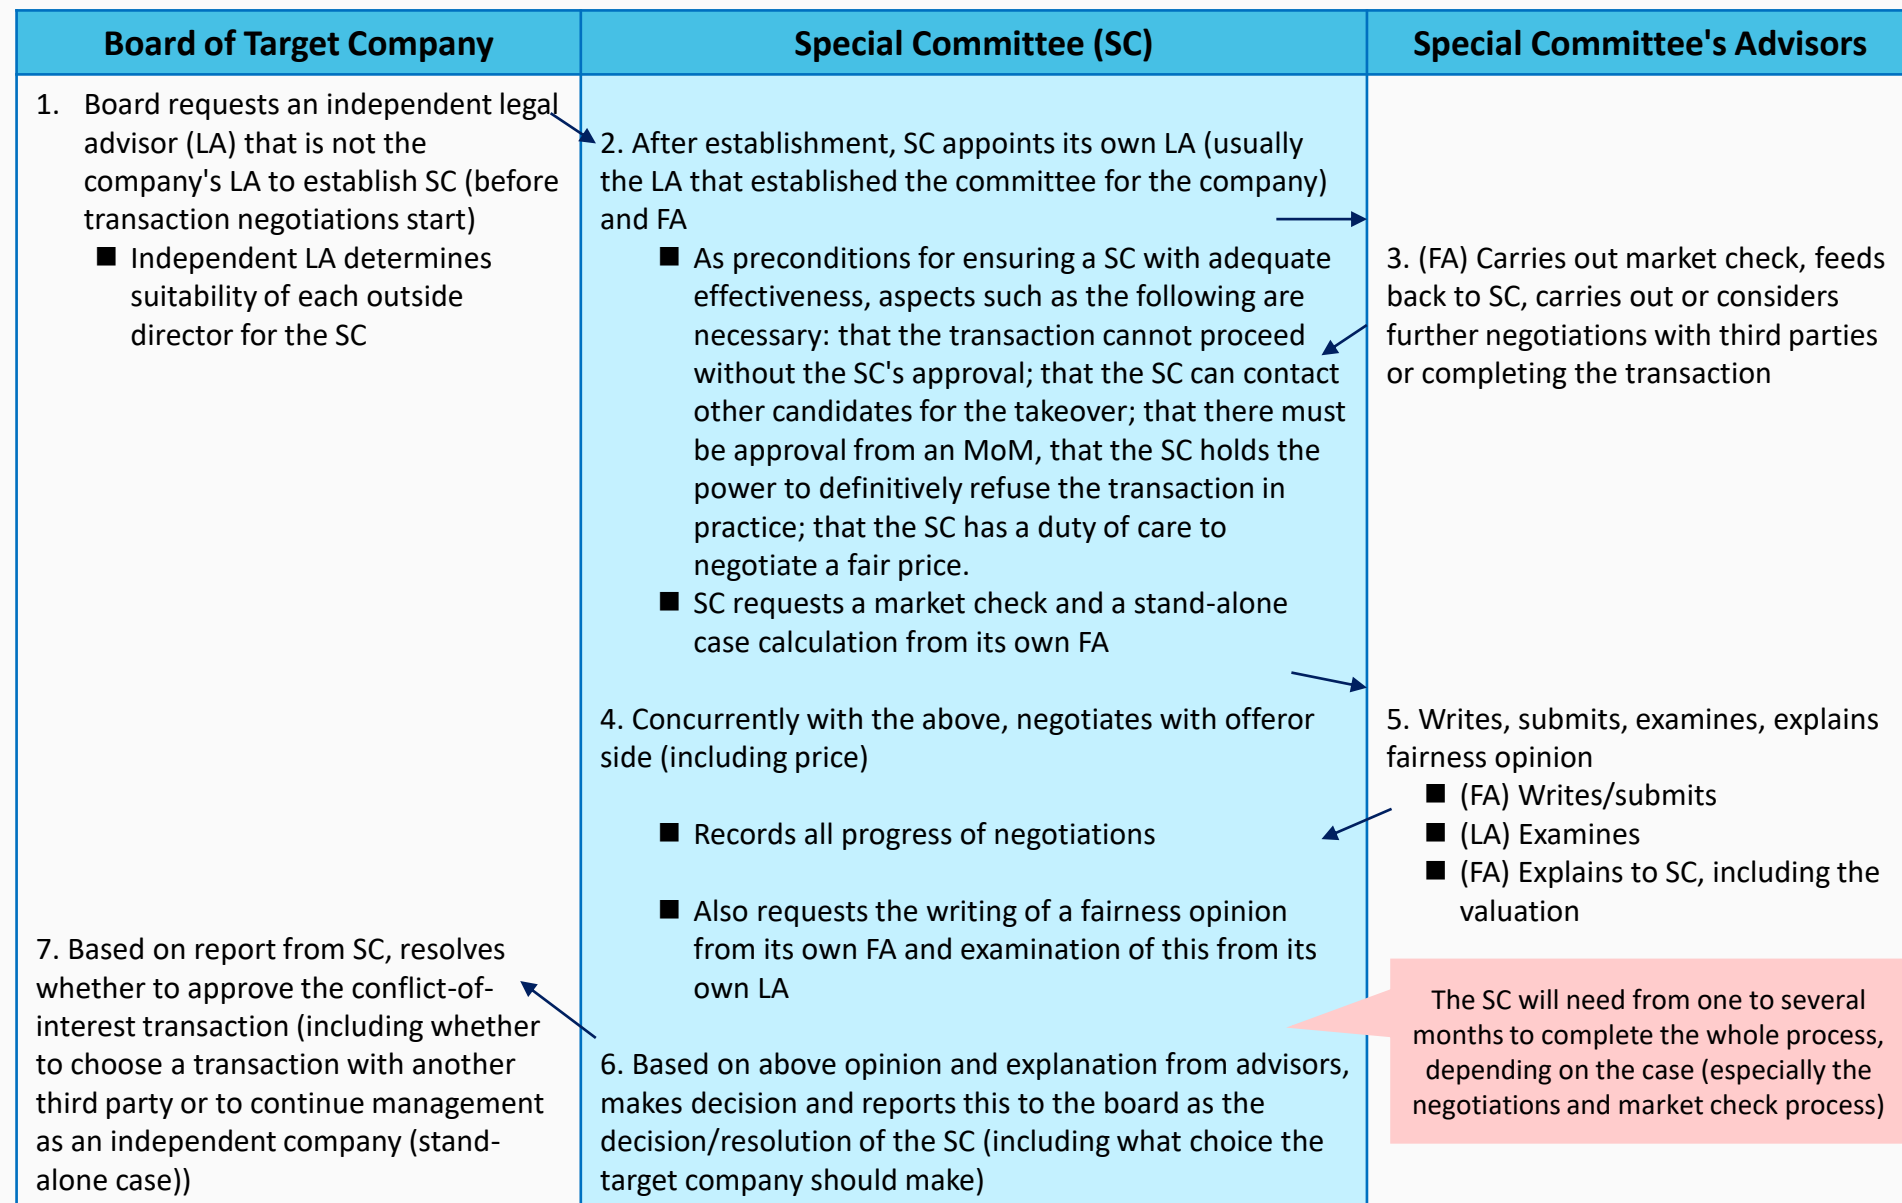 Board of Target Company
Special Committee (SC)
Special Committee's Advisors
1. Board requests an independent legal
advisor (LA) that is not the
company's LA to establish SC (before
transaction negotiations start)
■ Independent LA determines
suitability of each outside
director for the SC
2. After establishment, SC appoints its own LA (usually
the LA that established the committee for the company)
and FA
■ As preconditions for ensuring a SC with adequate
effectiveness, aspects such as the following are
necessary: that the transaction cannot proceed
without the SC's approval; that the SC can contact
other candidates for the takeover; that there must
be approval from an MoM, that the SC holds the
power to definitively refuse the transaction in
practice; that the SC has a duty of care to
negotiate a fair price.
■ SC requests a market check and a stand-alone
case calculation from its own FA
3. (FA) Carries out market check, feeds
back to SC, carries out or considers
further negotiations with third parties
or completing the transaction
4. Concurrently with the above, negotiates with offeror
side (including price)
■ Records all progress of negotiations
■ Also requests the writing of a fairness opinion
from its own FA and examination of this from its
own LA
5. Writes, submits, examines, explains
fairness opinion
■ (FA) Writes/submits
■ (LA) Examines
■ (FA) Explains to SC, including the
valuation
The SC will need from one to several
months to complete the whole process,
depending on the case (especially the
negotiations and market check process)
6. Based on above opinion and explanation from advisors,
makes decision and reports this to the board as the
decision/resolution of the SC (including what choice the
target company should make)
7. Based on report from SC, resolves
whether to approve the conflict-of-
interest transaction (including whether
to choose a transaction with another
third party or to continue management
as an independent company (stand-
alone case))